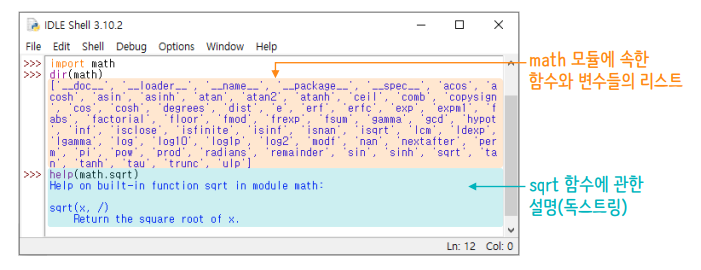 IDLE Shell 3.10.2
File Edit Shell Debug Options Window Help
>>> import math
>>> dir(math)
['__doc__', '__loader__', '__name__', '__package__', '__spec__', 'acos', 'a
cosh', 'asin', 'asinh', 'atan', 'atan2', 'atanh', 'ceil', 'comb', 'copysign
', 'cos', 'cosh', 'degrees', 'dist', 'e', 'erf', 'erfc', 'exp', 'expm1', 'f
abs', 'factorial', 'floor', 'fmod', 'frexp', 'fsum', 'gamma', 'gcd', 'hypot
', 'inf', 'isclose', 'isfinite', 'isinf', 'isnan', 'isqrt', 'lcm', 'ldexp',
'lgamma', 'log', 'log10', 'log1p', 'log2', 'modf', 'nan', 'nextafter', 'per
m', 'pi', 'pow', 'prod', 'radians', 'remainder', 'sin', 'sinh', 'sqrt', 'ta
n', 'tanh', 'tau', 'trunc', 'ulp']
>>> help(math.sqrt)
Help on built-in function sqrt in module math:
sqrt(x, /)
Return the square root of x.
Ln: 12 Col: 0
math 모듈에 속한
함수와 변수들의 리스트
sqrt 함수에 관한
설명(독스트링)